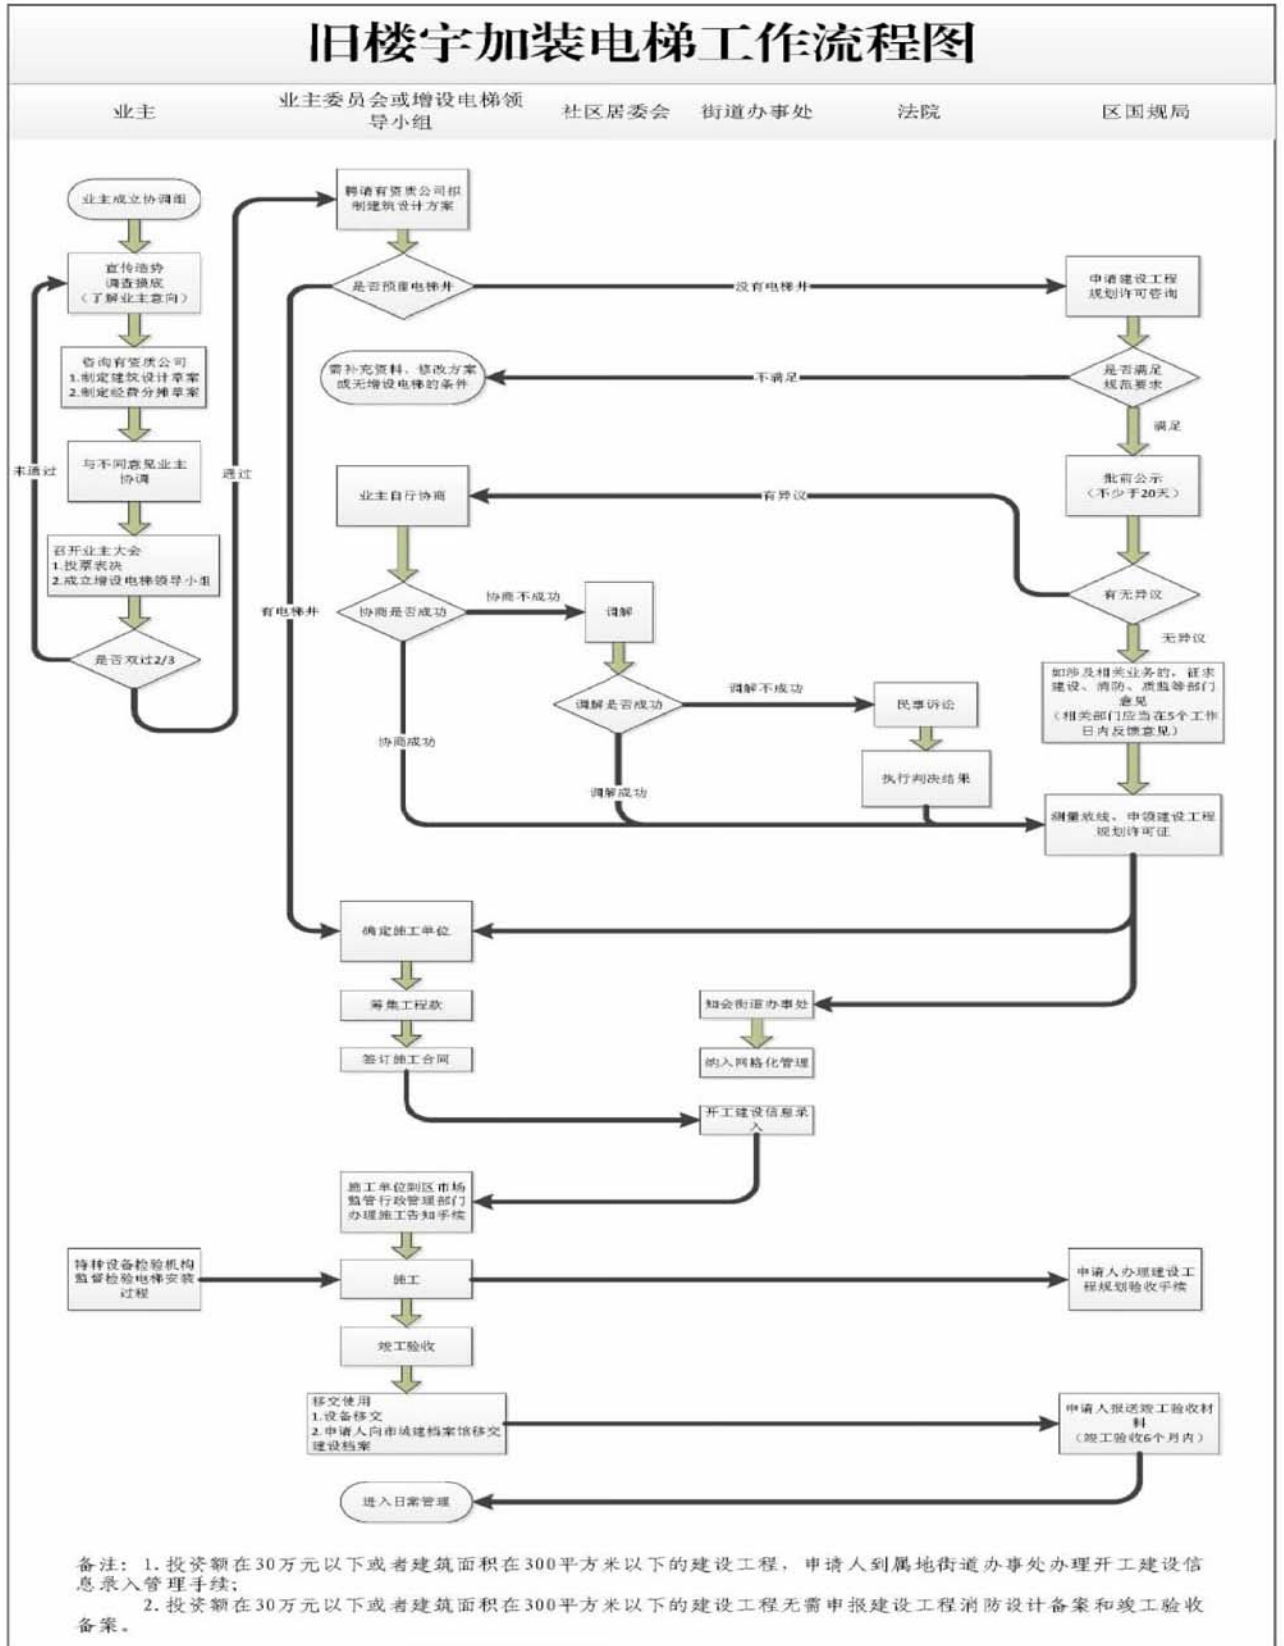 旧楼宇加装电梯工作流程图
业主
业主委员会或增设电梯领
导小组
社区居委会
街道办事处
法院
区国规局
业主成立协调组
宣传造势
调查摸底
（了解业主意向）
咨询有资质公司
1.制定建筑设计草案
2.制定经费分摊草案
与不同意见业主
协调
召开业主大会
1.投票表决
2.成立增设电梯领导小组
是否双过2/3
未通过
通过
聘请有资质公司拟
制建筑设计方案
是否预留电梯井
没有电梯井
申请建设工程
规划许可咨询
需补充资料、修改方案
或无增设电梯的条件
不满足
是否满足
规范要求
满足
业主自行协商
有异议
批前公示
（不少于20天）
有电梯井
协商是否成功
协商不成功
调解
有无异议
无异议
调解是否成功
调解不成功
民事诉讼
如涉及相关业务的，征求
建设、消防、质监等部门
意见
（相关部门应当在5个工作
日内反馈意见）
协商成功
调解成功
执行判决结果
测量放线、申领建设工程
规划许可证
确定施工单位
筹集工程款
知会街道办事处
签订施工合同
纳入网格化管理
开工建设信息录
入
施工单位到区市场
监管行政管理部门
办理施工告知手续
特种设备检验机构
监督检验电梯安装
过程
施工
申请人办理建设工
程规划验收手续
竣工验收
移交使用
1.设备移交
2.申请人向市城建档案馆移交
建设档案
申请人报送竣工验收材
料
（竣工验收6个月内）
进入日常管理
备注： 1.投资额在30万元以下或者建筑面积在300平方米以下的建设工程，申请人到属地街道办事处办理开工建设信
息录入管理手续；
2.投资额在30万元以下或者建筑面积在300平方米以下的建设工程无需申报建设工程消防设计备案和竣工验收
备案。